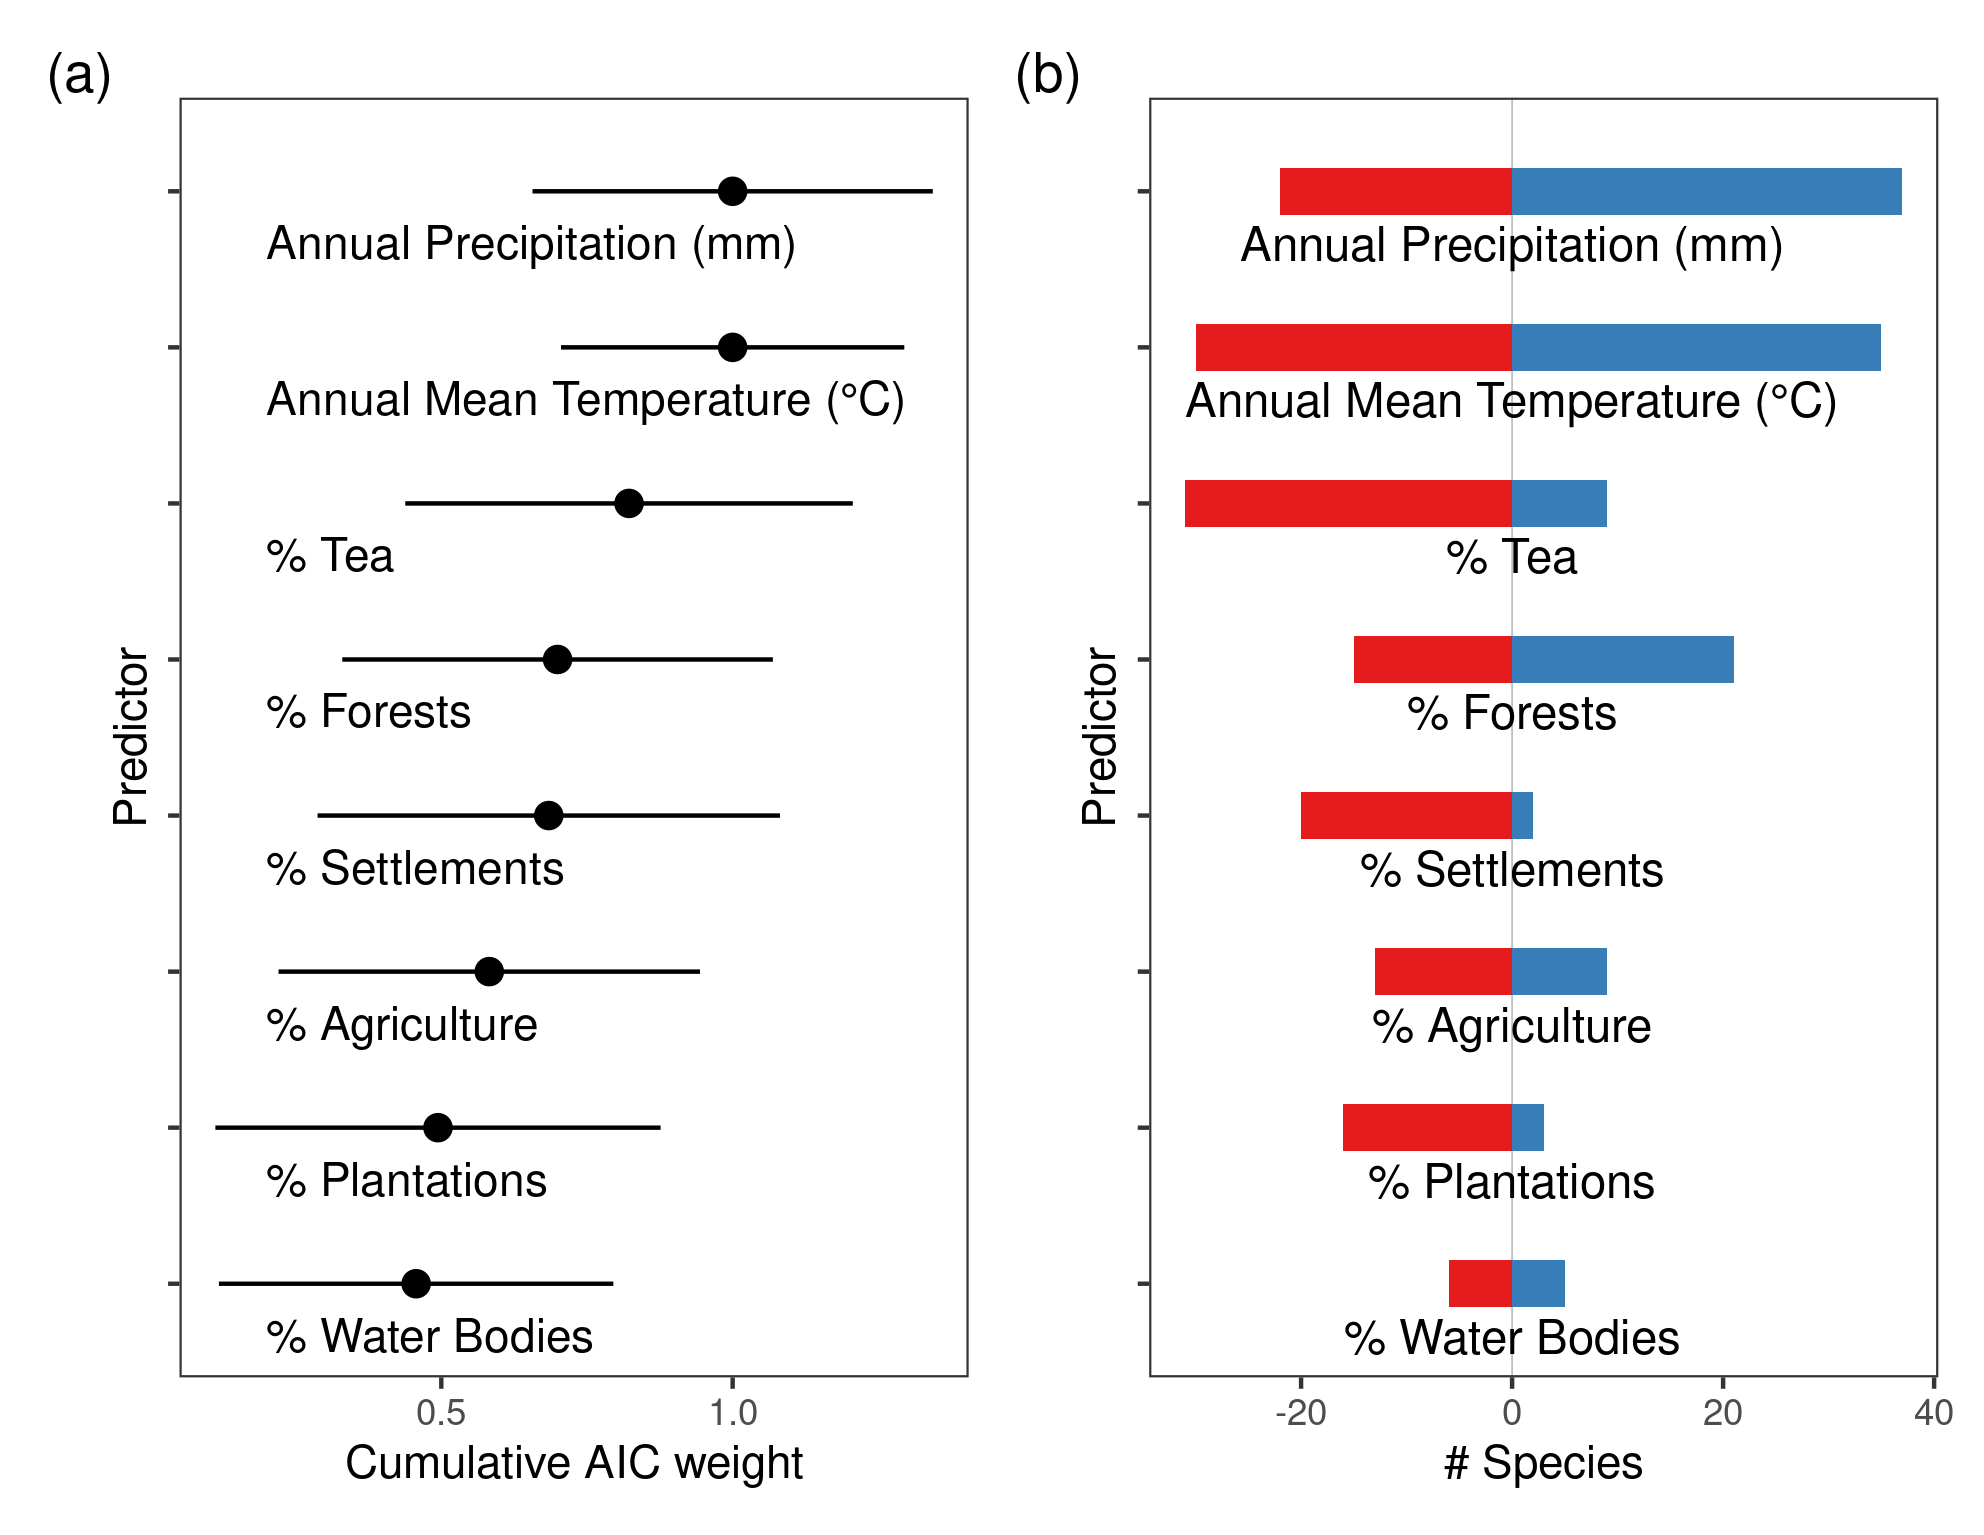 (a)
Annual Precipitation (mm)
Annual Mean Temperature (°C)
% Tea
% Forests
% Settlements
% Agriculture
% Plantations
% Water Bodies
Predictor
0.5 1.0
Cumulative AIC weight
(b)
Annual Precipitation (mm)
Annual Mean Temperature (°C)
% Tea
% Forests
% Settlements
% Agriculture
% Plantations
% Water Bodies
Predictor
-20 0 20 40
# Species